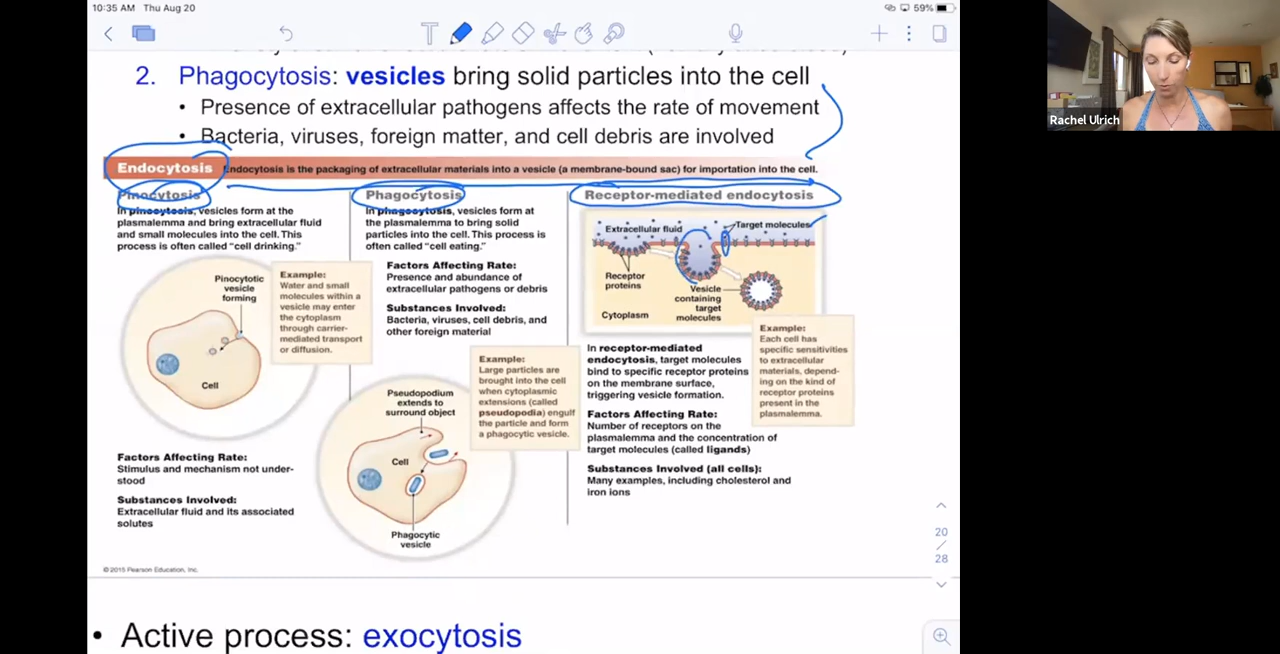 10:35 AM Thu Aug 20
59%
2. Phagocytosis: vesicles bring solid particles into the cell
• Presence of extracellular pathogens affects the rate of movement
• Bacteria, viruses, foreign matter, and cell debris are involved
Endocytosis Endocytosis is the packaging of extracellular materials into a vesicle (a membrane-bound sac) for importation into the cell.
Pinocytosis
In pinocytosis, vesicles form at the
plasmalemma and bring extracellular fluid
and small molecules into the cell. This
process is often called “cell drinking.”
Pinocytotic
vesicle
forming
Cell
Example:
Water and small
molecules within a
vesicle may enter
the cytoplasm
through carrier-
mediated transport
or diffusion.
Factors Affecting Rate:
Stimulus and mechanism not under-
stood
Substances Involved:
Extracellular fluid and its associated
solutes
Phagocytosis
In phagocytosis, vesicles form at
the plasmalemma to bring solid
particles into the cell. This process is
often called “cell eating.”
Factors Affecting Rate:
Presence and abundance of
extracellular pathogens or debris
Substances Involved:
Bacteria, viruses, cell debris, and
other foreign material
Example:
Large particles are
brought into the cell
when cytoplasmic
extensions (called
pseudopodia) engulf
the particle and form
a phagocytic vesicle.
Pseudopodium
extends to
surround object
Cell
Phagocytic
vesicle
Receptor-mediated endocytosis
Extracellular fluid
Target molecules
Receptor
proteins
Cytoplasm
Vesicle
containing
target
molecules
In receptor-mediated
endocytosis, target molecules
bind to specific receptor proteins
on the membrane surface,
triggering vesicle formation.
Example:
Each cell has
specific sensitivities
to extracellular
materials, depend-
ing on the kind of
receptor proteins
present in the
plasmalemma.
Factors Affecting Rate:
Number of receptors on the
plasmalemma and the concentration of
target molecules (called ligands)
Substances Involved (all cells):
Many examples, including cholesterol and
iron ions
© 2015 Pearson Education, Inc.
20
/
28
• Active process: exocytosis
Rachel Ulrich